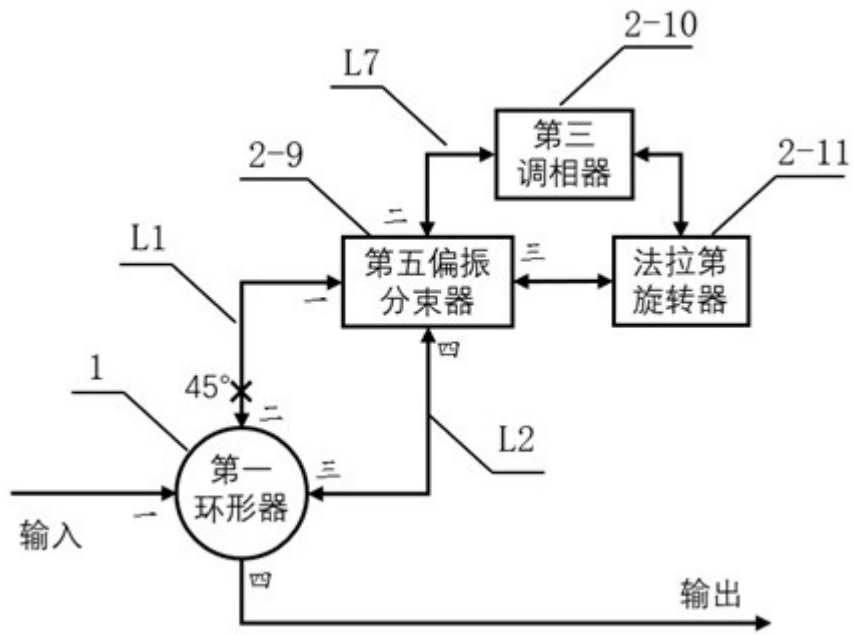 2-10
L7
第三
调相器
2-9
2-11
二
L1
第五偏振
分束器
三
法拉第
旋转器
一
四
1
45°
二
L2
第一
环形器
三
一
输入
四
输出